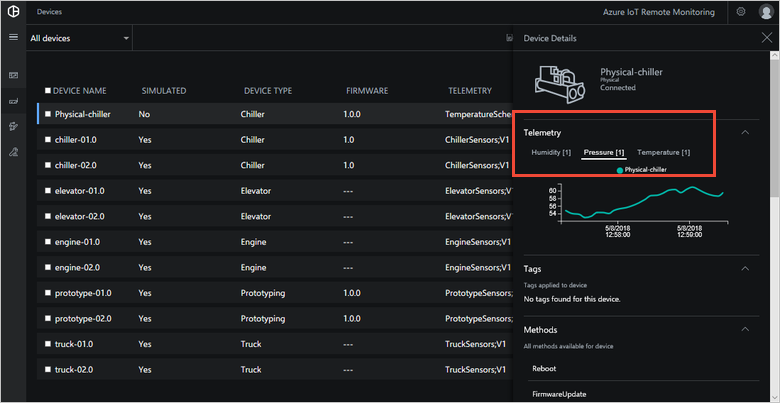 Devices
Azure IoT Remote Monitoring
All devices
Device Details
Physical-chiller
Physical
Connected
DEVICE NAME SIMULATED DEVICE TYPE FIRMWARE TELEMETRY
Physical-chiller No Chiller 1.0.0 TemperatureSche
chiller-01.0 Yes Chiller 1.0 ChillerSensors;V1
chiller-02.0 Yes Chiller 1.0 ChillerSensors;V1
elevator-01.0 Yes Elevator --- ElevatorSensors;V1
elevator-02.0 Yes Elevator --- ElevatorSensors;V1
engine-01.0 Yes Engine --- EngineSensors;V1
engine-02.0 Yes Engine --- EngineSensors;V1
prototype-01.0 Yes Prototyping 1.0.0 PrototypeSensors;
prototype-02.0 Yes Prototyping 1.0.0 PrototypeSensors;
truck-01.0 Yes Truck --- TruckSensors;V1
truck-02.0 Yes Truck --- TruckSensors;V1
Telemetry
Humidity [1] Pressure [1] Temperature [1]
Physical-chiller
60
58
56
54
5/8/2018 5/8/2018
12:58:00 12:59:00
Tags
Tags applied to device
No tags found for this device.
Methods
All methods available for device
Reboot
FirmwareUpdate